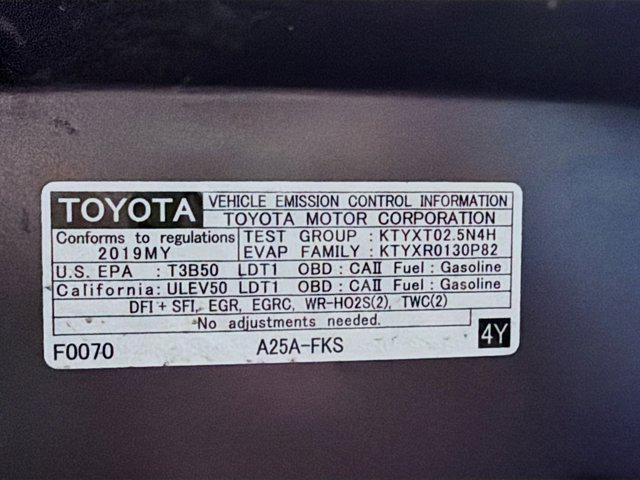 TOYOTA VEHICLE EMISSION CONTROL INFORMATION
TOYOTA MOTOR CORPORATION
Conforms to regulations TEST GROUP : KTYXT02.5N4H
2019MY EVAP FAMILY : KTYXR0130P82
U.S. EPA : T3B50 LDT1 OBD : CAII Fuel : Gasoline
California: ULEV50 LDT1 OBD : CAII Fuel : Gasoline
DFI + SFI, EGR, EGRC, WR-HO2S(2), TWC(2)
No adjustments needed.
F0070 A25A-FKS 4Y